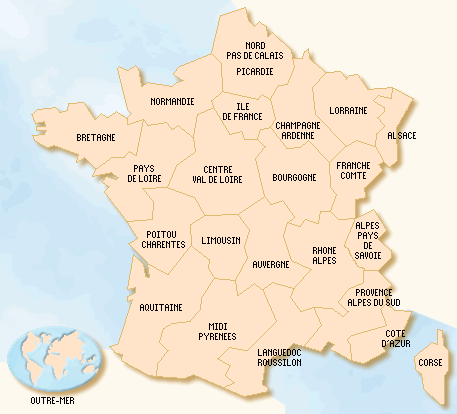 NORD
PAS DE CALAIS
PICARDIE
NORMANDIE
ILE
DE FRANCE
LORRAINE
CHAMPAGNE
ARDENNE
ALSACE
BRETAGNE
PAYS
DE LOIRE
CENTRE
VAL DE LOIRE
BOURGOGNE
FRANCHE
COMTE
POITOU
CHARENTES
LIMOUSIN
AUVERGNE
RHONE
ALPES
ALPES
PAYS
DE
SAVOIE
AQUITAINE
MIDI
PYRENEES
LANGUEDOC
ROUSSILON
PROVENCE
ALPES DU SUD
COTE
D'AZUR
CORSE
OUTRE-MER